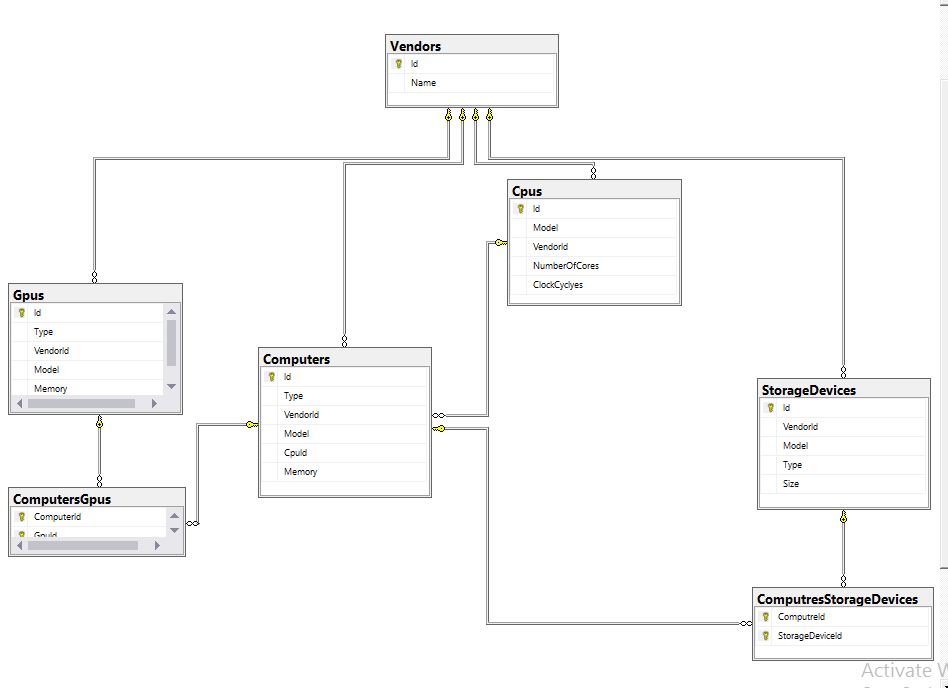 Vendors
Id
Name
Cpus
Id
Model
VendorId
NumberOfCores
ClockCyclyes
Gpus
Id
Type
VendorId
Model
Memory
Computers
Id
Type
VendorId
Model
CpuId
Memory
StorageDevices
Id
VendorId
Model
Type
Size
ComputersGpus
ComputerId
GpuId
ComputresStorageDevices
ComputreId
StorageDeviceId
Activate W